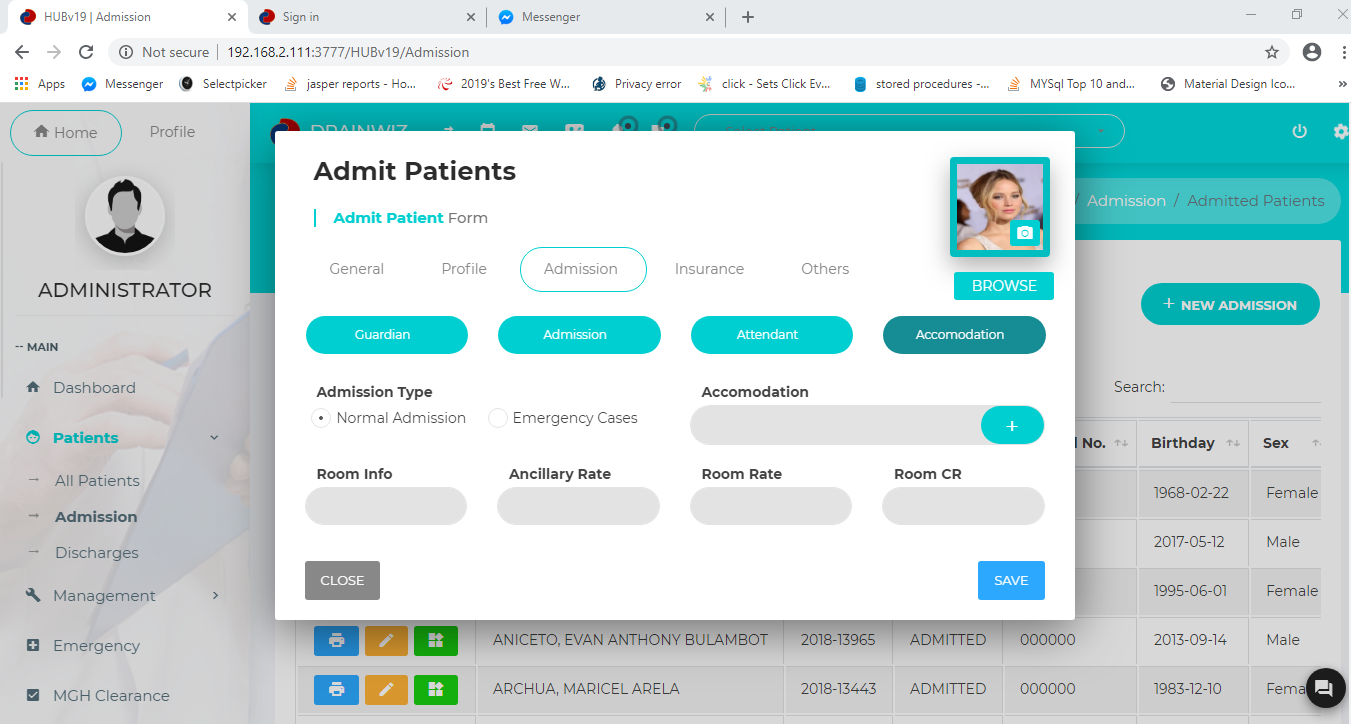 HUBv19 | Admission
Sign in
Messenger
Not secure | 192.168.2.111:3777/HUBv19/Admission
Apps Messenger Selectpicker jasper reports - Ho... 2019's Best Free W... Privacy error click - Sets Click Ev... stored procedures -... MYSql Top 10 and... Material Design Ico... »
Home Profile
ADMINISTRATOR
-- MAIN
Dashboard
Patients
All Patients
Admission
Discharges
Management
Emergency
MGH Clearance
/ Admission / Admitted Patients
+ NEW ADMISSION
Search:
Admit Patients
Admit Patient Form
BROWSE
General Profile Admission Insurance Others
Guardian Admission Attendant Accomodation
Admission Type Accomodation
Normal Admission Emergency Cases +
Room Info Ancillary Rate Room Rate Room CR
CLOSE SAVE
No. Birthday Sex
1968-02-22 Female
2017-05-12 Male
1995-06-01 Female
ANICETO, EVAN ANTHONY BULAMBOT 2018-13965 ADMITTED 000000 2013-09-14 Male
ARCHUA, MARICEL ARELA 2018-13443 ADMITTED 000000 1983-12-10